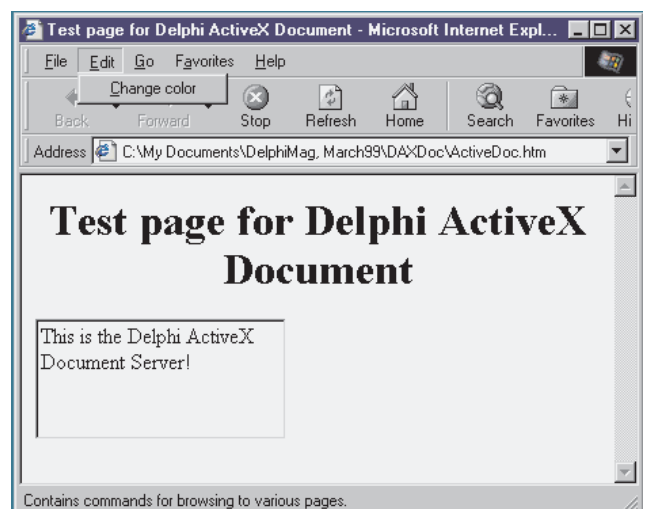 Test page for Delphi ActiveX Document - Microsoft Internet Expl...
File Edit Go Favorites Help
Change color
Back Forward Stop Refresh Home Search Favorites Hi
Address C:\My Documents\DelphiMag, March99\DAXDoc\ActiveDoc.htm
Test page for Delphi ActiveX
Document
This is the Delphi ActiveX
Document Server!
Contains commands for browsing to various pages.